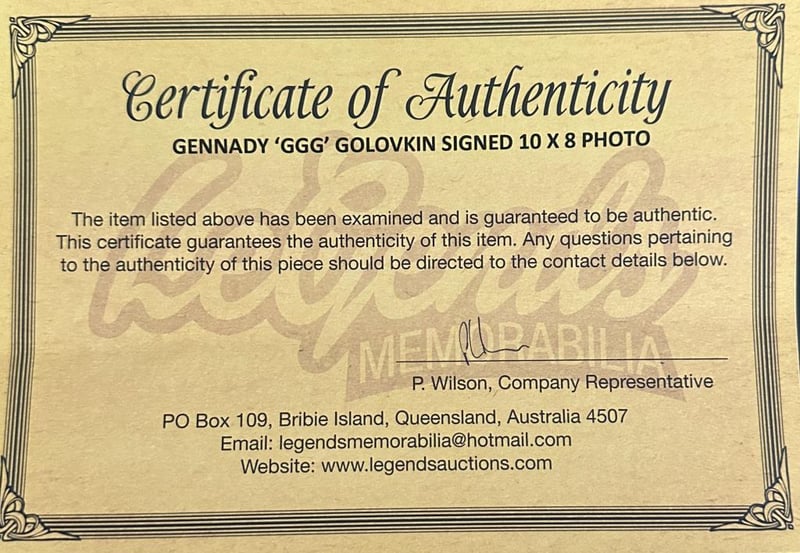 Certificate of Authenticity
GENNADY ‘GGG’ GOLOVKIN SIGNED 10 X 8 PHOTO
The item listed above has been examined and is guaranteed to be authentic.
This certificate guarantees the authenticity of this item. Any questions pertaining
to the authenticity of this piece should be directed to the contact details below.
Legends
MEMORABILIA
P. Wilson, Company Representative
PO Box 109, Bribie Island, Queensland, Australia 4507
Email: legendsmemorabilia@hotmail.com
Website: www.legendsauctions.com